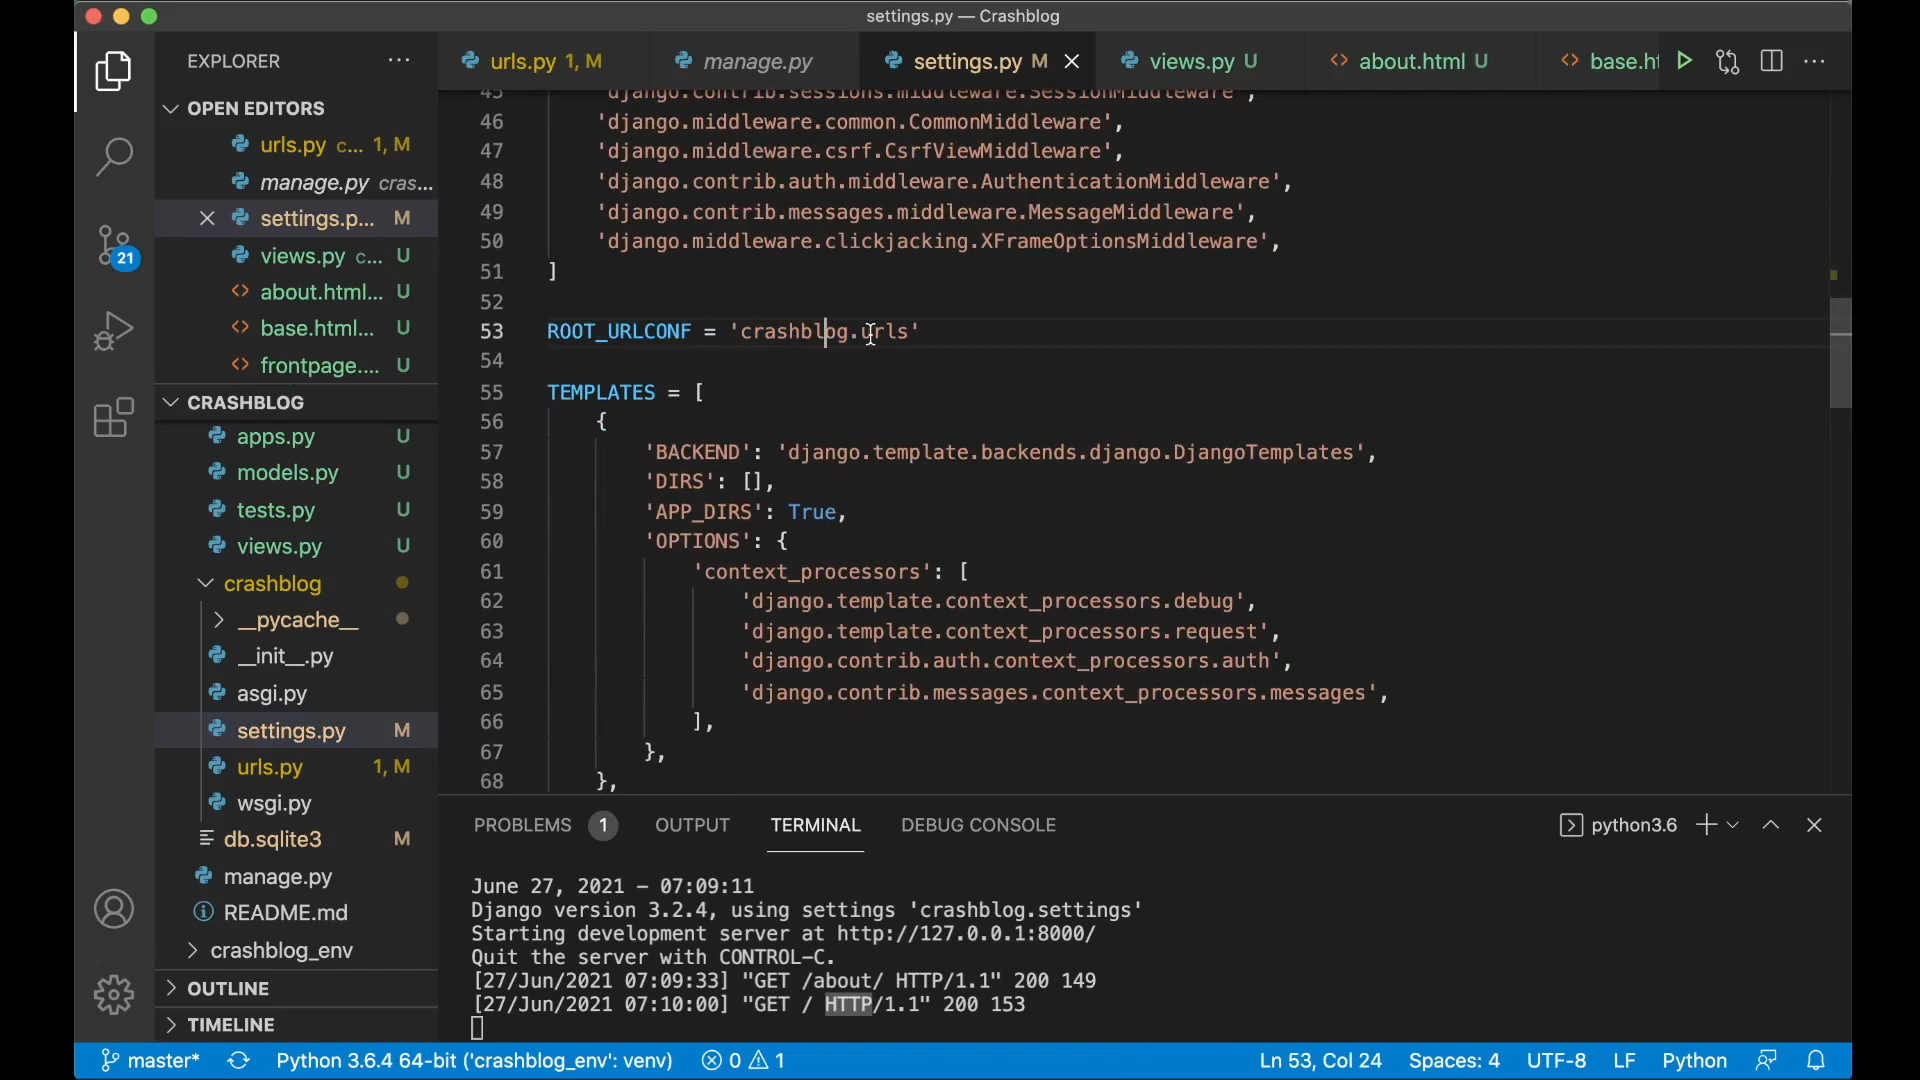 settings.py — Crashblog
EXPLORER
OPEN EDITORS
urls.py c... 1, M
manage.py cras...
settings.p... M
views.py c... U
about.html... U
base.html... U
frontpage.... U
CRASHBLOG
apps.py U
models.py U
tests.py U
views.py U
crashblog
__pycache__
__init__.py
asgi.py
settings.py M
urls.py 1, M
wsgi.py
db.sqlite3 M
manage.py
README.md
crashblog_env
OUTLINE
TIMELINE
21
urls.py 1, M
manage.py
settings.py M
views.py U
about.html U
base.ht
45 'django.contrib.sessions.middleware.SessionMiddleware',
46 'django.middleware.common.CommonMiddleware',
47 'django.middleware.csrf.CsrfViewMiddleware',
48 'django.contrib.auth.middleware.AuthenticationMiddleware',
49 'django.contrib.messages.middleware.MessageMiddleware',
50 'django.middleware.clickjacking.XFrameOptionsMiddleware',
51 ]
52
53 ROOT_URLCONF = 'crashblog.urls'
54
55 TEMPLATES = [
56 {
57 'BACKEND': 'django.template.backends.django.DjangoTemplates',
58 'DIRS': [],
59 'APP_DIRS': True,
60 'OPTIONS': {
61 'context_processors': [
62 'django.template.context_processors.debug',
63 'django.template.context_processors.request',
64 'django.contrib.auth.context_processors.auth',
65 'django.contrib.messages.context_processors.messages',
66 ],
67 },
68 },
PROBLEMS 1 OUTPUT TERMINAL DEBUG CONSOLE python3.6
June 27, 2021 – 07:09:11
Django version 3.2.4, using settings 'crashblog.settings'
Starting development server at http://127.0.0.1:8000/
Quit the server with CONTROL-C.
[27/Jun/2021 07:09:33] "GET /about/ HTTP/1.1" 200 149
[27/Jun/2021 07:10:00] "GET / HTTP/1.1" 200 153
master* Python 3.6.4 64-bit ('crashblog_env': venv) 0 1 Ln 53, Col 24 Spaces: 4 UTF-8 LF Python